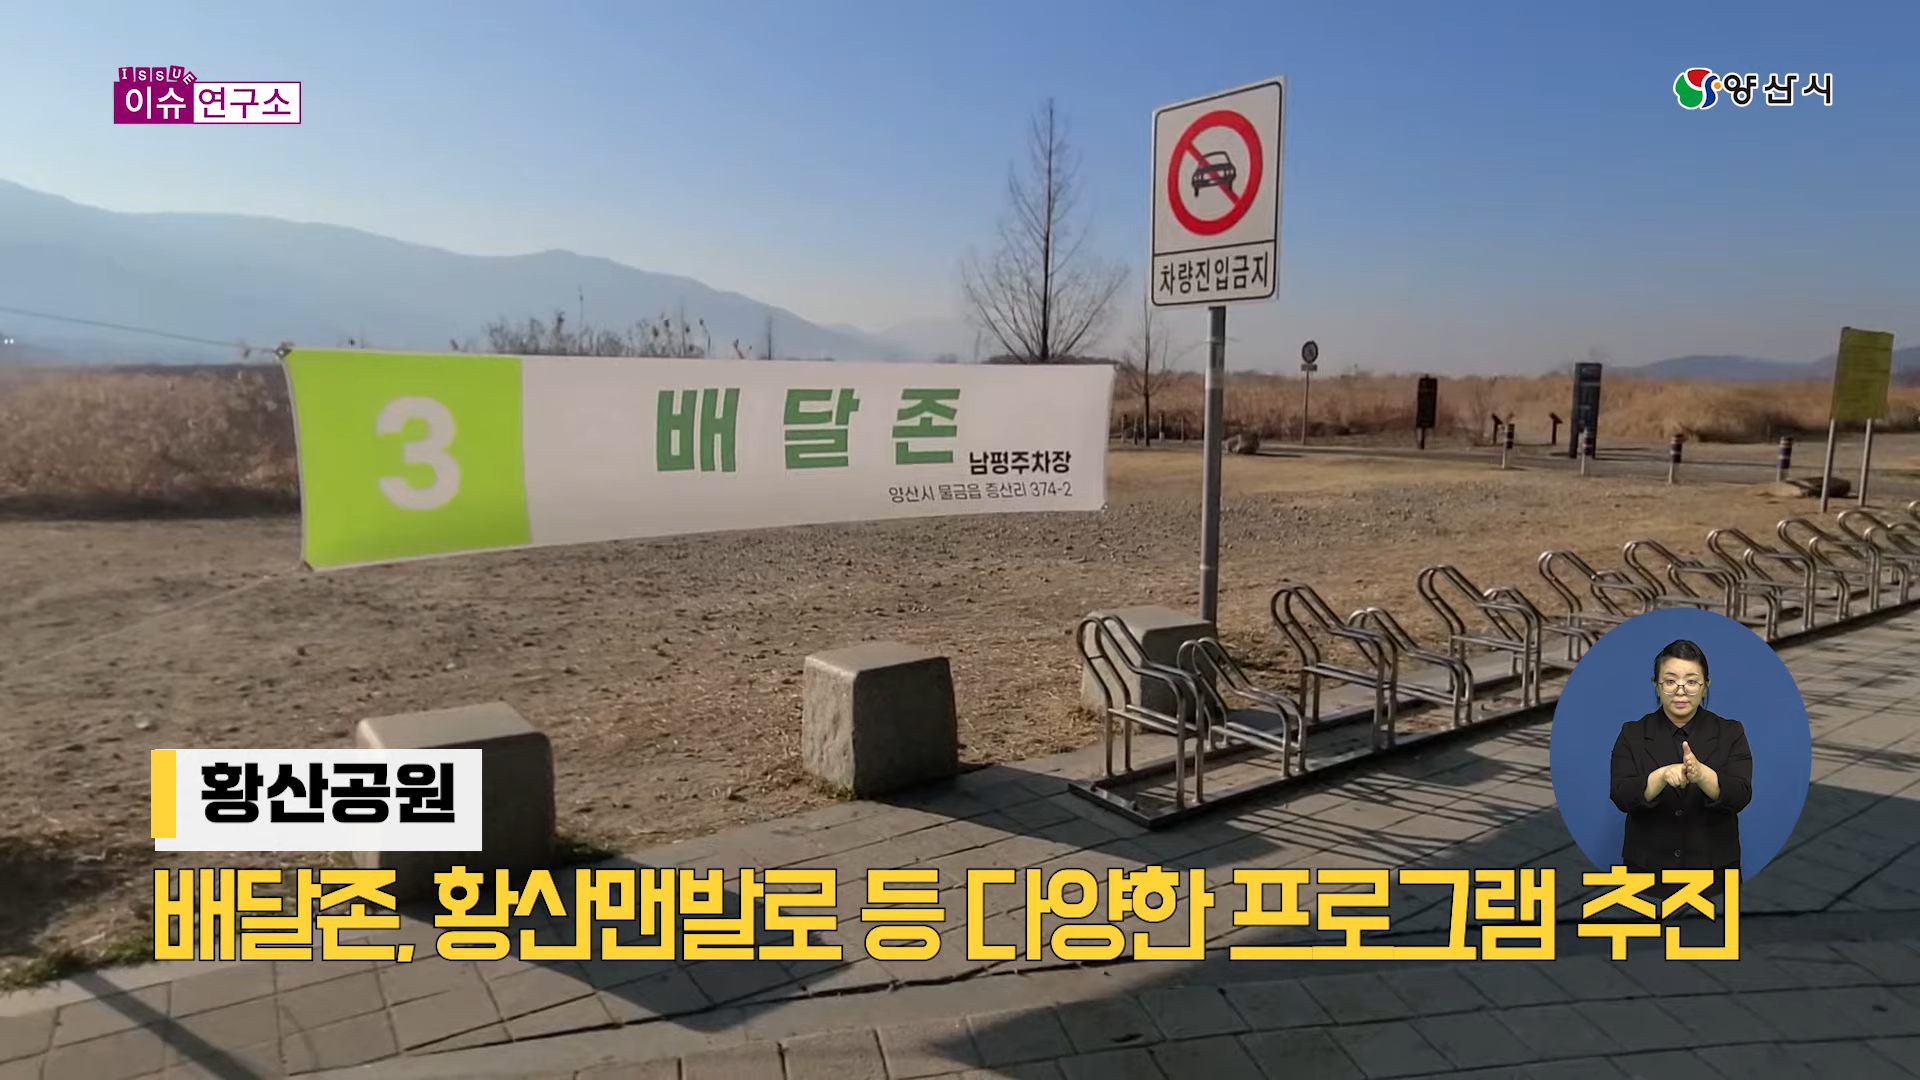 ISSUE
이슈연구소
양산시
차량진입금지
3
배달존
남평주차장
양산시 물금읍 증산리 374-2
황산공원
배달존, 황산맨발로 등 다양한 프로그램 추진